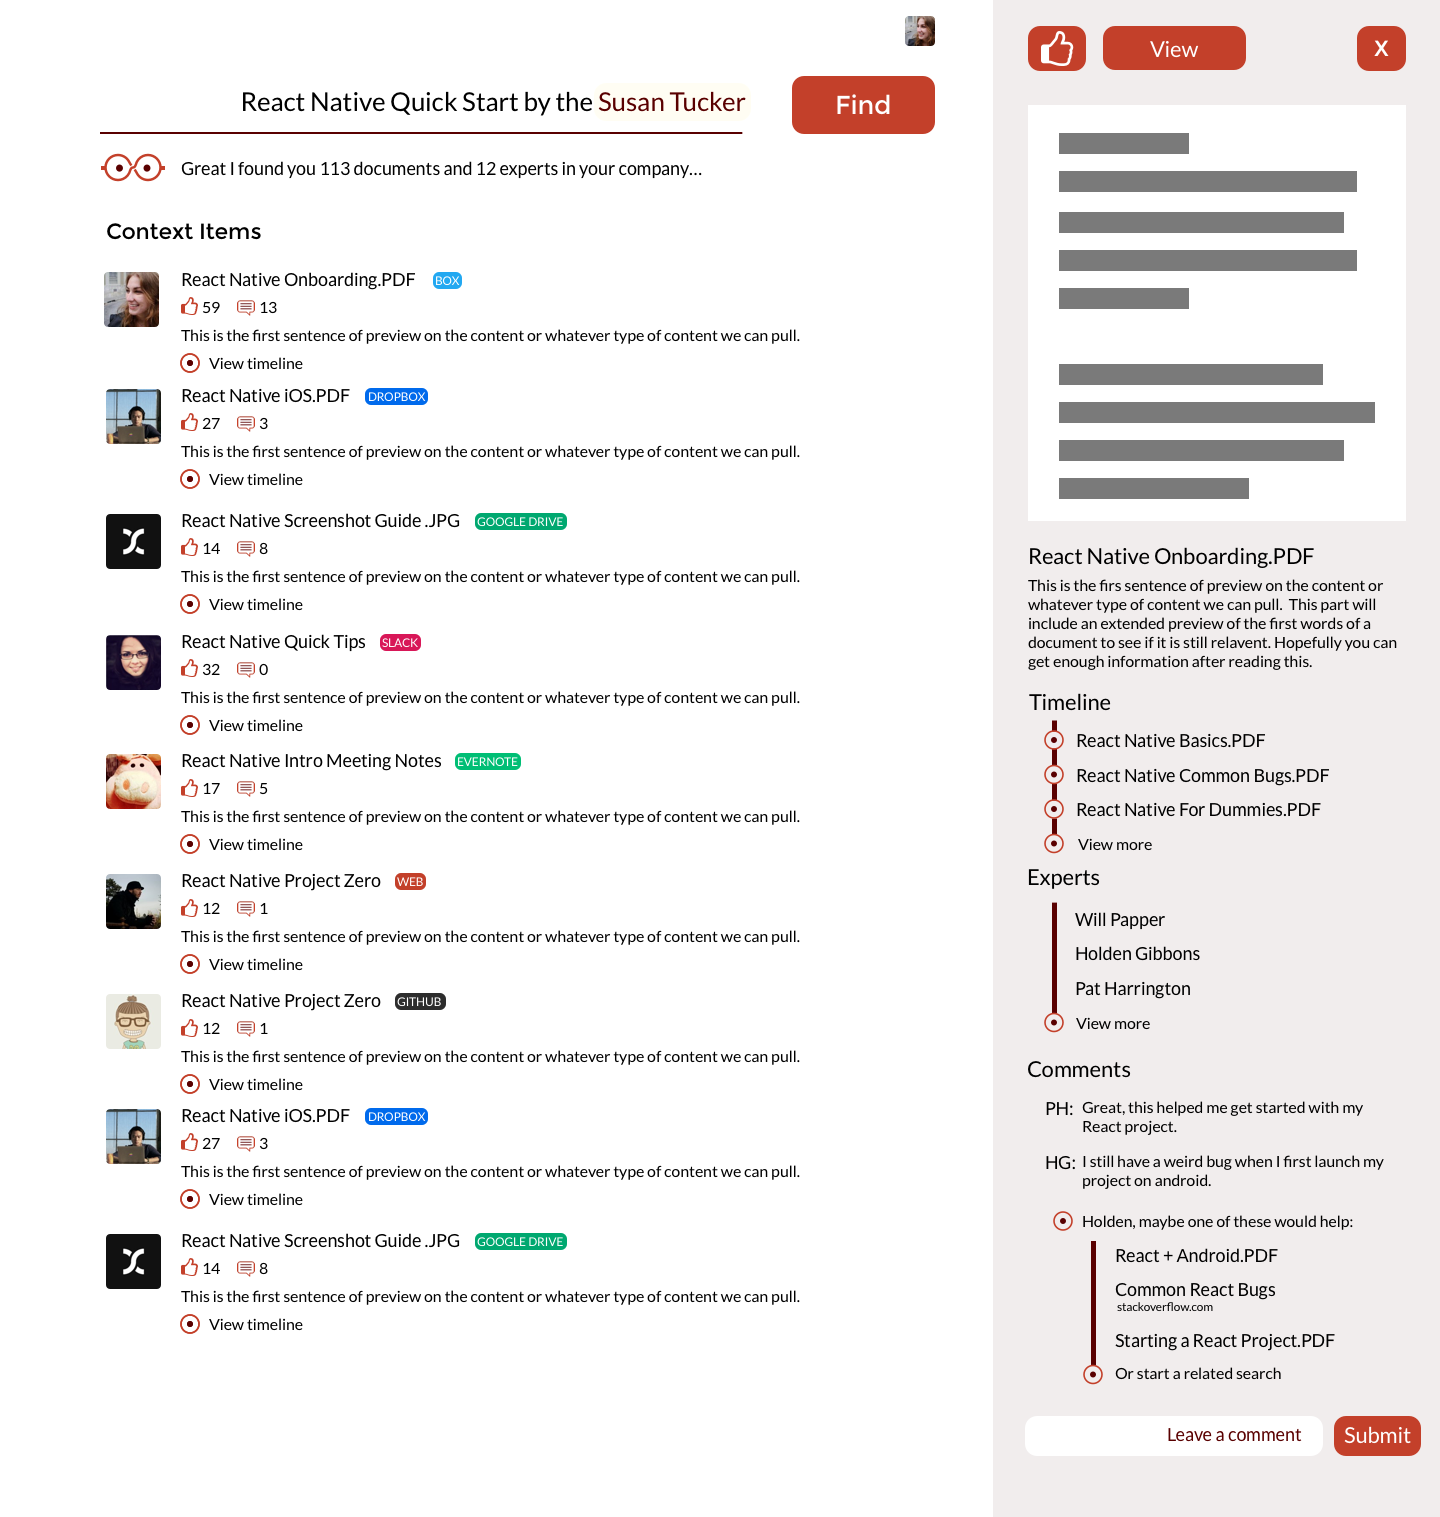 React Native Quick Start by the Susan Tucker
Find
Great I found you 113 documents and 12 experts in your company...
Context Items
React Native Onboarding.PDF BOX
59 13
This is the first sentence of preview on the content or whatever type of content we can pull.
View timeline
React Native iOS.PDF DROPBOX
27 3
This is the first sentence of preview on the content or whatever type of content we can pull.
View timeline
React Native Screenshot Guide .JPG GOOGLE DRIVE
14 8
This is the first sentence of preview on the content or whatever type of content we can pull.
View timeline
React Native Quick Tips SLACK
32 0
This is the first sentence of preview on the content or whatever type of content we can pull.
View timeline
React Native Intro Meeting Notes EVERNOTE
17 5
This is the first sentence of preview on the content or whatever type of content we can pull.
View timeline
React Native Project Zero WEB
12 1
This is the first sentence of preview on the content or whatever type of content we can pull.
View timeline
React Native Project Zero GITHUB
12 1
This is the first sentence of preview on the content or whatever type of content we can pull.
View timeline
React Native iOS.PDF DROPBOX
27 3
This is the first sentence of preview on the content or whatever type of content we can pull.
View timeline
React Native Screenshot Guide .JPG GOOGLE DRIVE
14 8
This is the first sentence of preview on the content or whatever type of content we can pull.
View timeline
View
X
React Native Onboarding.PDF
This is the firs sentence of preview on the content or
whatever type of content we can pull. This part will
include an extended preview of the first words of a
document to see if it is still relavent. Hopefully you can
get enough information after reading this.
Timeline
React Native Basics.PDF
React Native Common Bugs.PDF
React Native For Dummies.PDF
View more
Experts
Will Papper
Holden Gibbons
Pat Harrington
View more
Comments
PH: Great, this helped me get started with my
React project.
HG: I still have a weird bug when I first launch my
project on android.
Holden, maybe one of these would help:
React + Android.PDF
Common React Bugs
stackoverflow.com
Starting a React Project.PDF
Or start a related search
Leave a comment
Submit